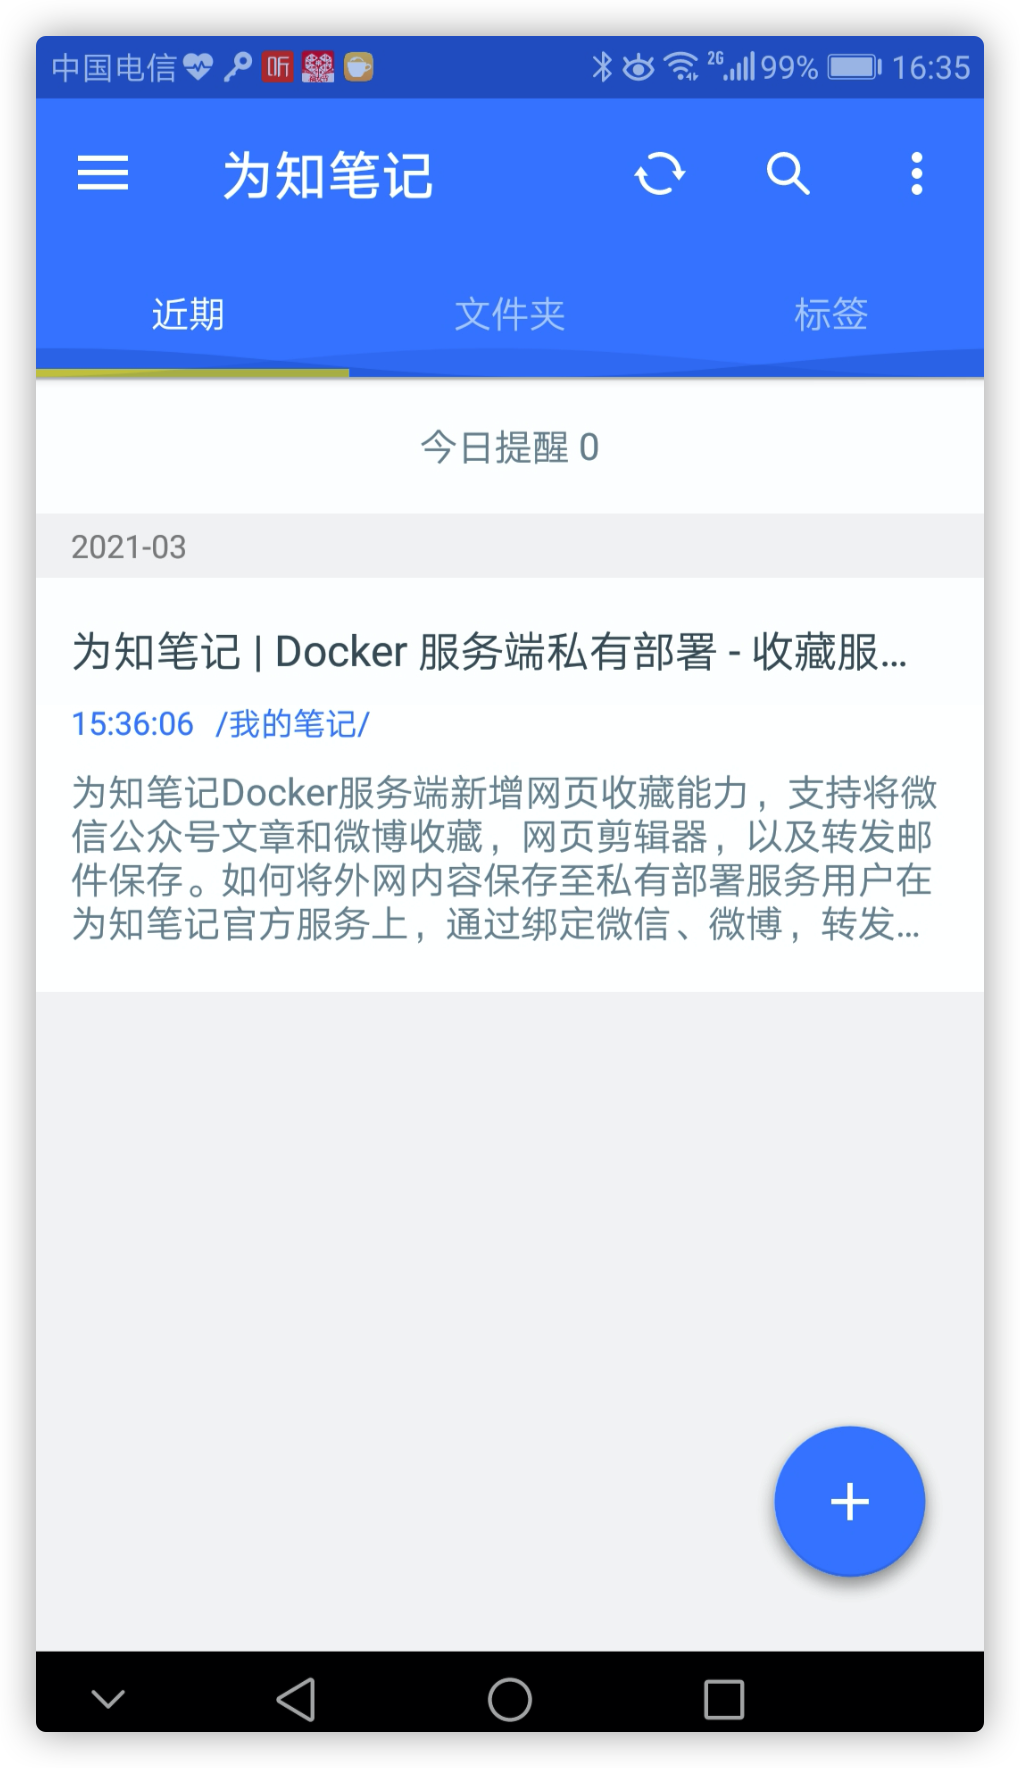 中国电信 听 2G 99% 16:35
为知笔记
近期 文件夹 标签
今日提醒 0
2021-03
为知笔记 | Docker 服务端私有部署 - 收藏服...
15:36:06 /我的笔记/
为知笔记Docker服务端新增网页收藏能力，支持将微
信公众号文章和微博收藏，网页剪辑器，以及转发邮
件保存。如何将外网内容保存至私有部署服务用户在
为知笔记官方服务上，通过绑定微信、微博，转发...